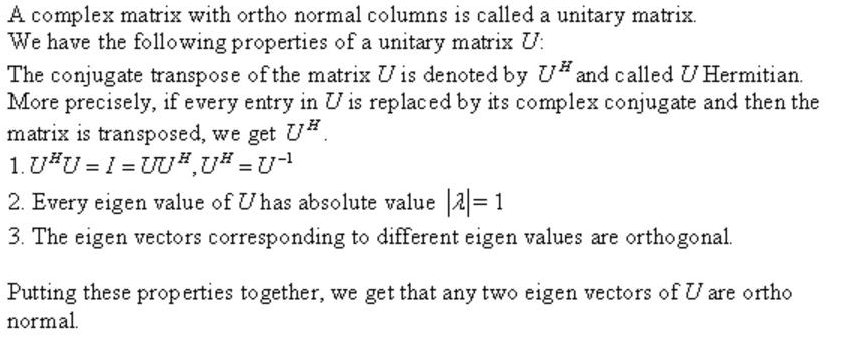 A complex matrix with ortho normal columns is called a unitary matrix.
We have the following properties of a unitary matrix U:
The conjugate transpose of the matrix U is denoted by U^H and called U Hermitian.
More precisely, if every entry in U is replaced by its complex conjugate and then the
matrix is transposed, we get U^H.
1. U^H U = I = UU^H, U^H = U^-1
2. Every eigen value of U has absolute value |λ| = 1
3. The eigen vectors corresponding to different eigen values are orthogonal.
Putting these properties together, we get that any two eigen vectors of U are ortho
normal.